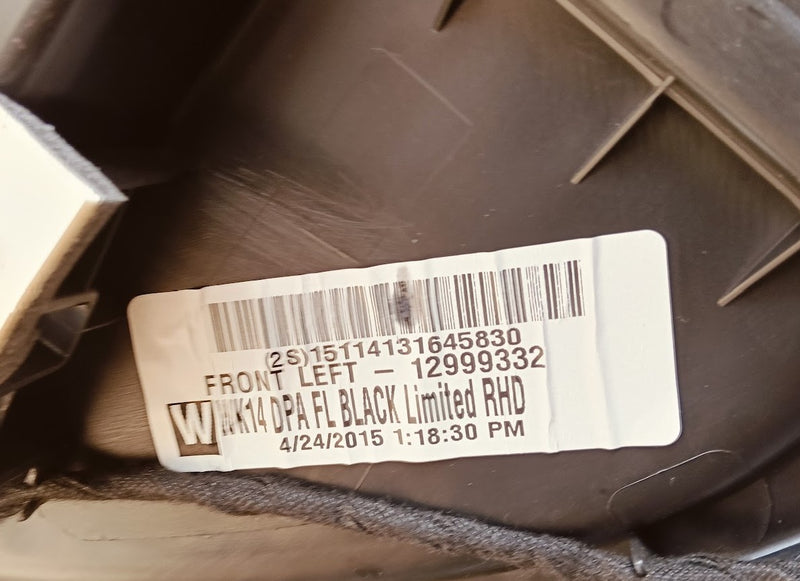 (2S)15114131645830
FRONT LEFT - 12999332
W WK14 DPA FL BLACK Limited RHD
4/24/2015 1:18:30 PM